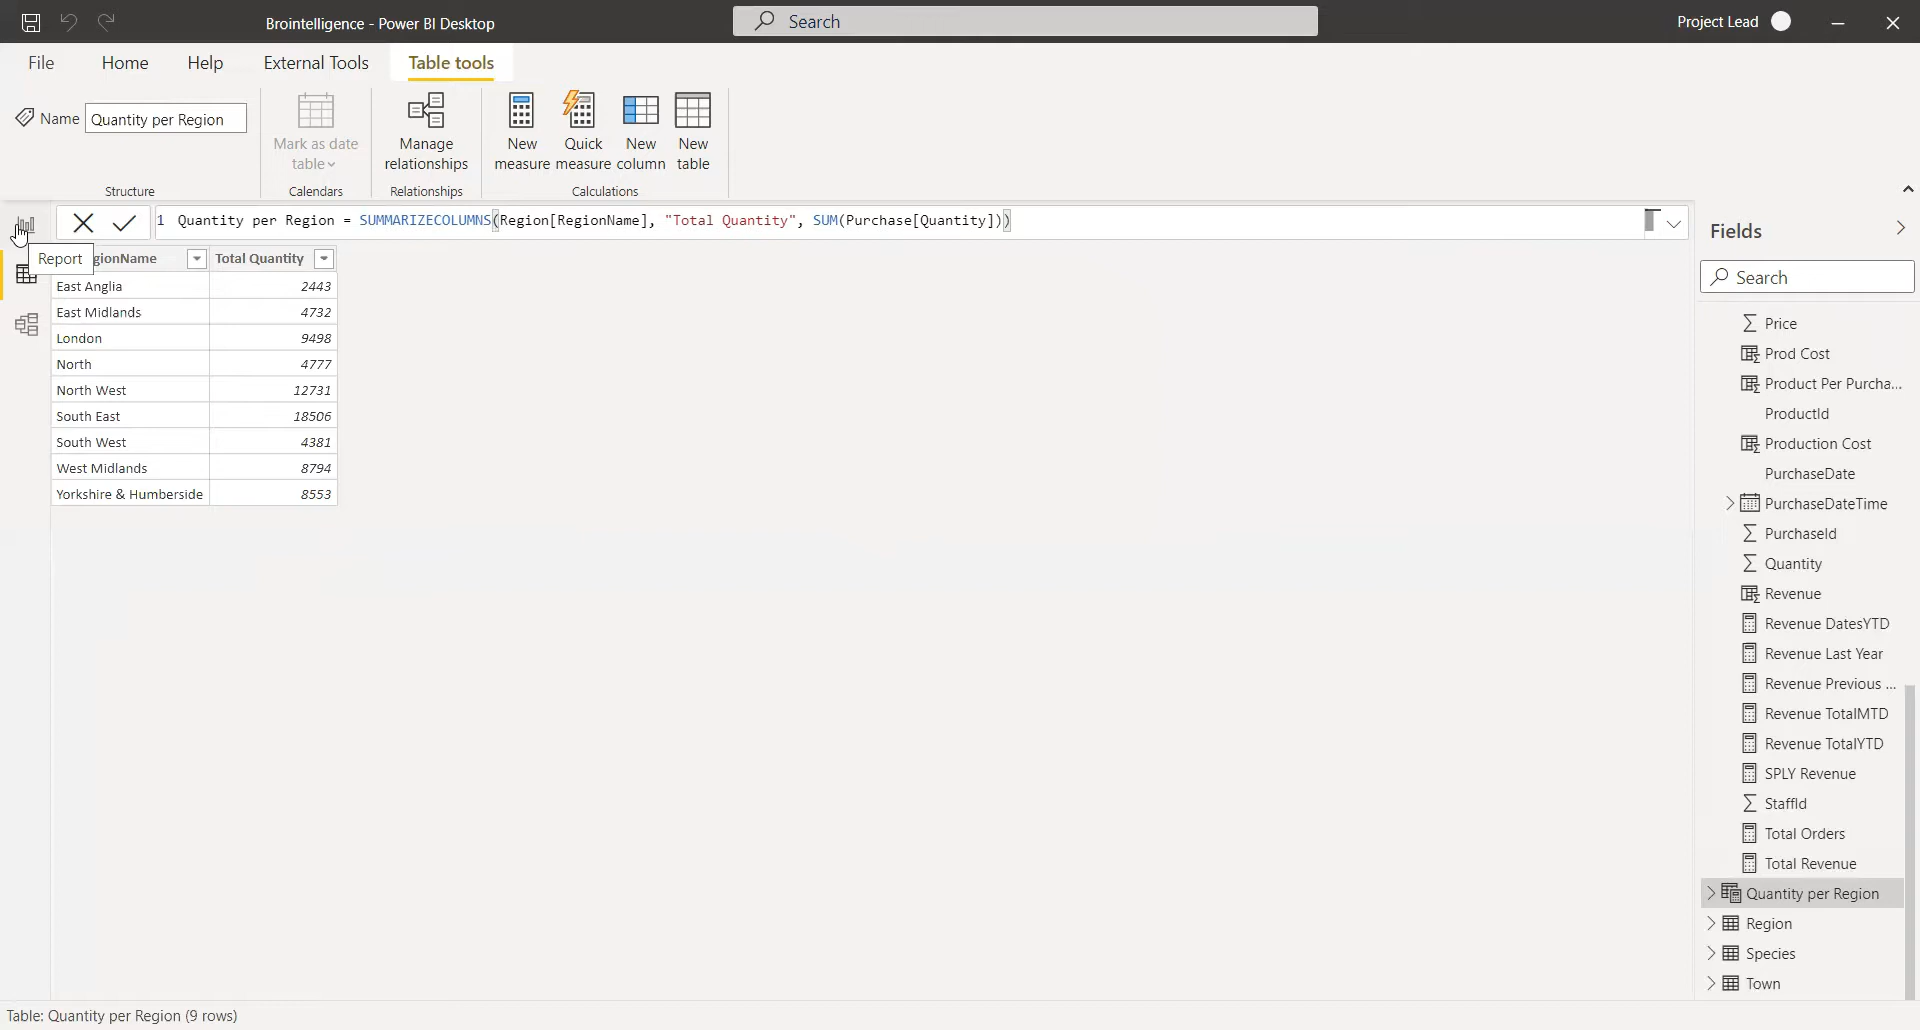 Brointelligence - Power BI Desktop
Search
Project Lead
File
Home
Help
External Tools
Table tools
Name
Quantity per Region
Structure
Mark as date
table
Calendars
Manage
relationships
Relationships
New
measure
Quick
measure
New
column
New
table
Calculations
1 Quantity per Region = SUMMARIZECOLUMNS(Region[RegionName], "Total Quantity", SUM(Purchase[Quantity]))
Report
gionName Total Quantity
East Anglia 2443
East Midlands 4732
London 9498
North 4777
North West 12731
South East 18506
South West 4381
West Midlands 8794
Yorkshire & Humberside 8553
Fields
Search
Price
Prod Cost
Product Per Purcha...
ProductId
Production Cost
PurchaseDate
PurchaseDateTime
PurchaseId
Quantity
Revenue
Revenue DatesYTD
Revenue Last Year
Revenue Previous ...
Revenue TotalMTD
Revenue TotalYTD
SPLY Revenue
StaffId
Total Orders
Total Revenue
Quantity per Region
Region
Species
Town
Table: Quantity per Region (9 rows)